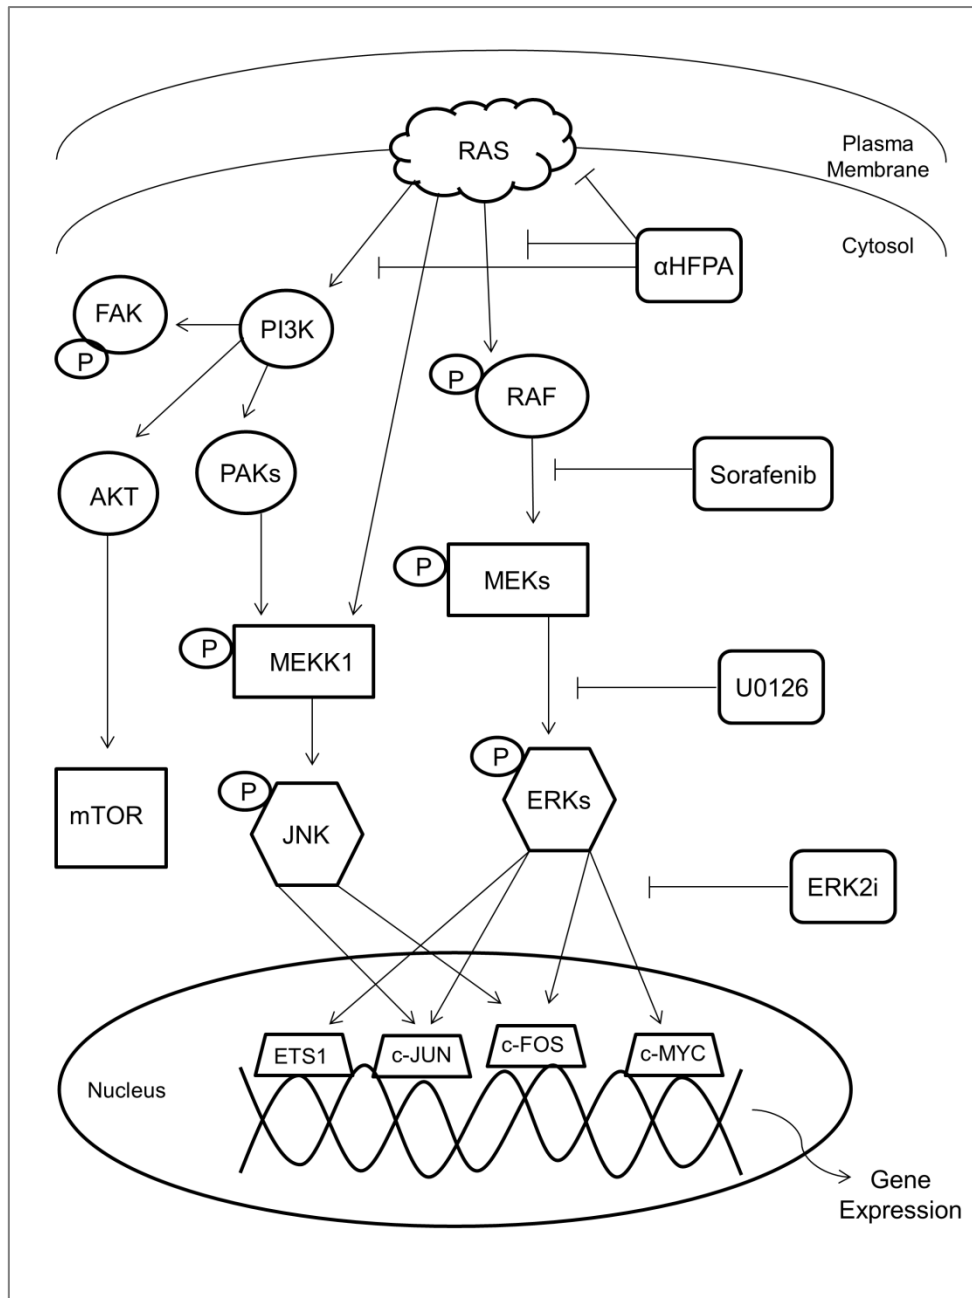 RAS
Plasma
Membrane
Cytosol
αHFPA
FAK
P
PI3K
P
RAF
AKT
PAKs
Sorafenib
P
MEKs
P
MEKK1
U0126
P
ERKs
P
JNK
mTOR
ERK2i
ETS1
c-JUN
c-FOS
c-MYC
Nucleus
Gene
Expression